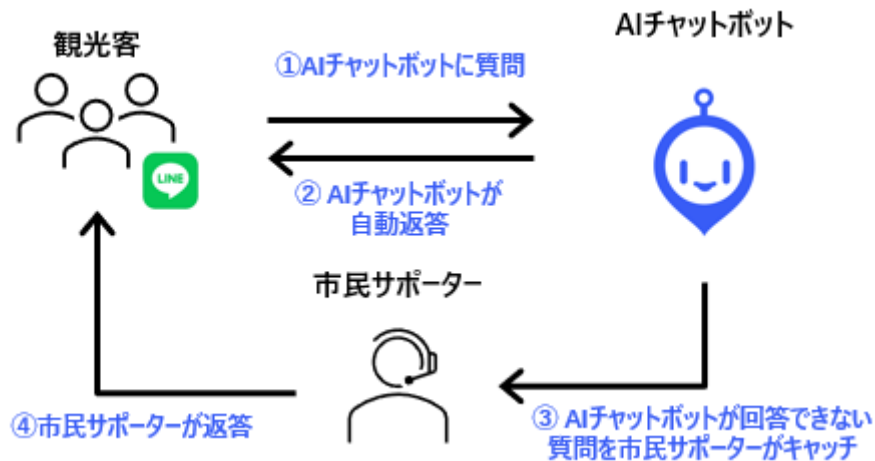 観光客
AIチャットボット
①AIチャットボットに質問
LINE
② AIチャットボットが
自動返答
市民サポーター
④市民サポーターが返答
③ AIチャットボットが回答できない
質問を市民サポーターがキャッチ